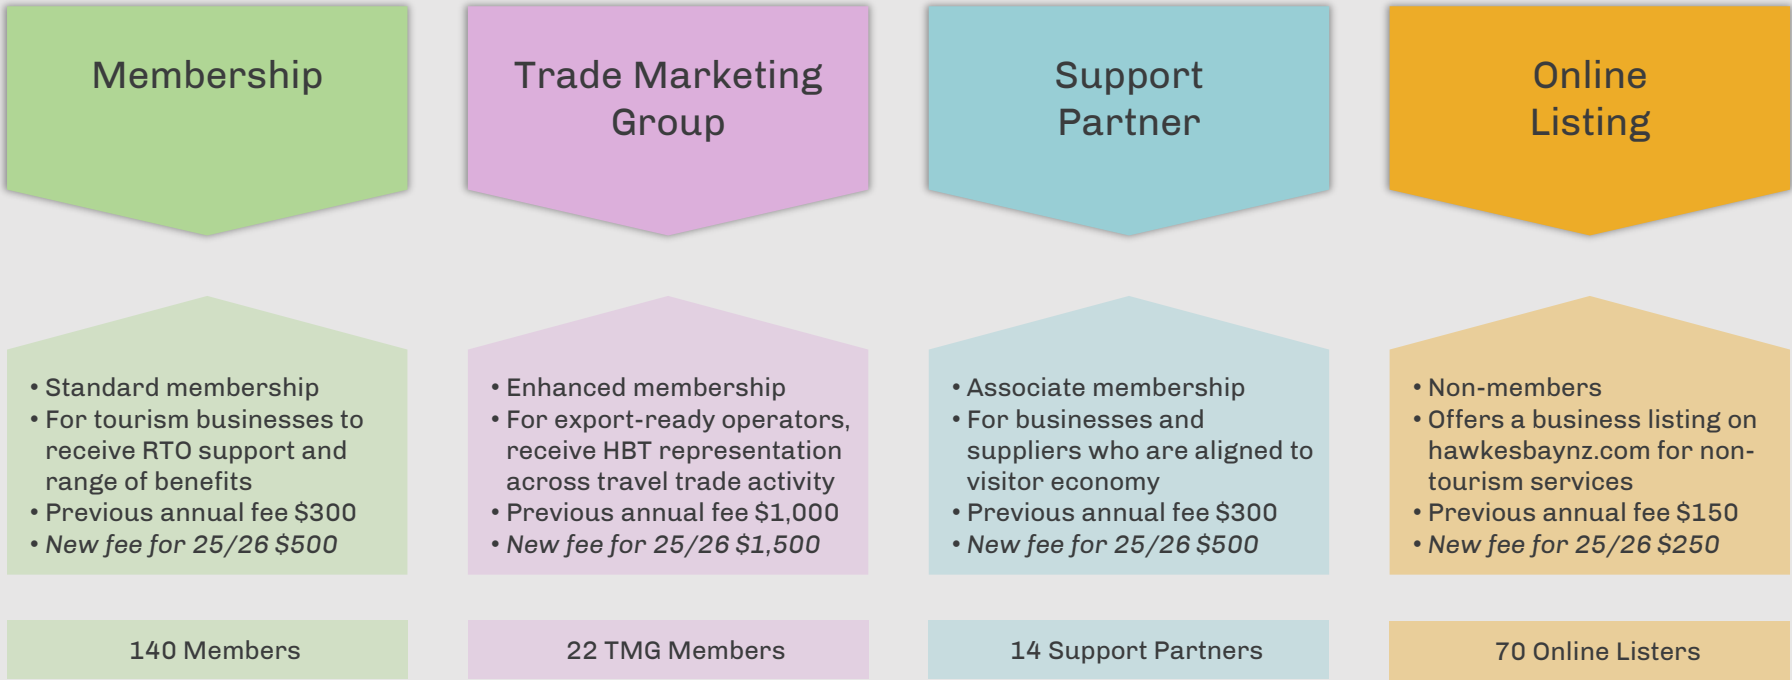 Membership
Trade Marketing
Group
Support
Partner
Online
Listing
• Standard membership
• For tourism businesses to
receive RTO support and
range of benefits
• Previous annual fee $300
• New fee for 25/26 $500
• Enhanced membership
• For export-ready operators,
receive HBT representation
across travel trade activity
• Previous annual fee $1,000
• New fee for 25/26 $1,500
• Associate membership
• For businesses and
suppliers who are aligned to
visitor economy
• Previous annual fee $300
• New fee for 25/26 $500
• Non-members
• Offers a business listing on
hawkesbaynz.com for non-
tourism services
• Previous annual fee $150
• New fee for 25/26 $250
140 Members
22 TMG Members
14 Support Partners
70 Online Listers